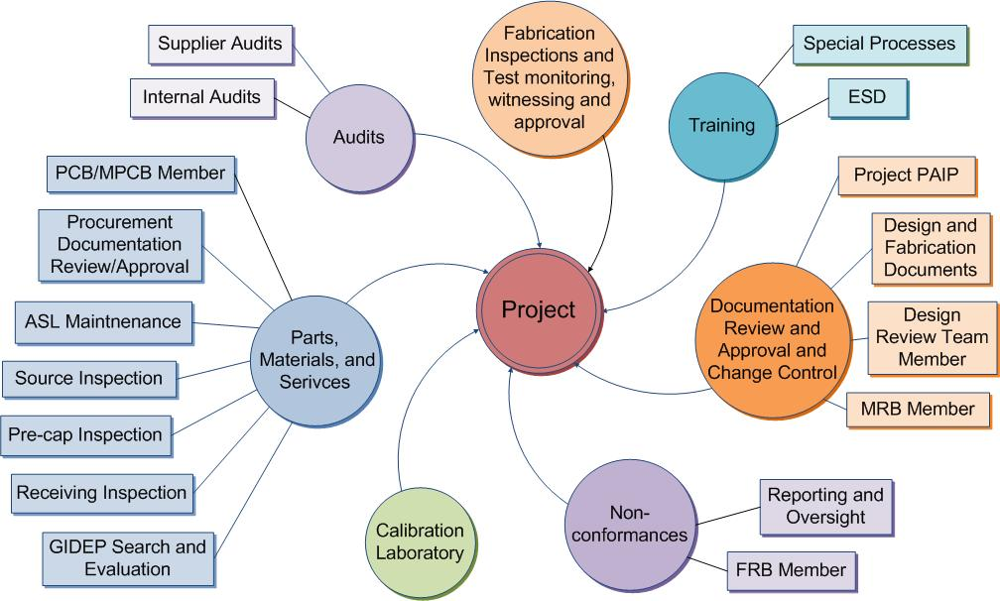 Supplier Audits
Internal Audits
Audits
Fabrication
Inspections and
Test monitoring,
witnessing and
approval
Special Processes
ESD
Training
PCB/MPCB Member
Procurement
Documentation
Review/Approval
ASL Maintnenance
Source Inspection
Pre-cap Inspection
Receiving Inspection
GIDEP Search and
Evaluation
Parts,
Materials, and
Serivces
Project
Project PAIP
Design and
Fabrication
Documents
Design
Review Team
Member
MRB Member
Documentation
Review and
Approval and
Change Control
Calibration
Laboratory
Non-
conformances
Reporting and
Oversight
FRB Member